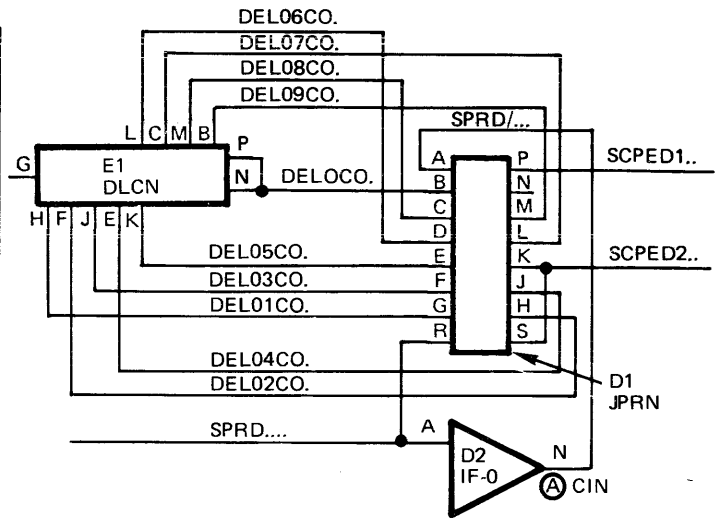 DEL06CO.
DEL07CO.
DEL08CO.
DEL09CO.
SPRD/...
L C M B
P
G
E1
DLCN
N
DELOCO.
A
P
SCPED1..
B
N
C
M
H F J E K
D
L
DEL05CO.
E
K
SCPED2..
DEL03CO.
F
J
DEL01CO.
G
H
R
S
DEL04CO.
DEL02CO.
D1
JPRN
SPRD....
A
D2
IF-0
N
A CIN